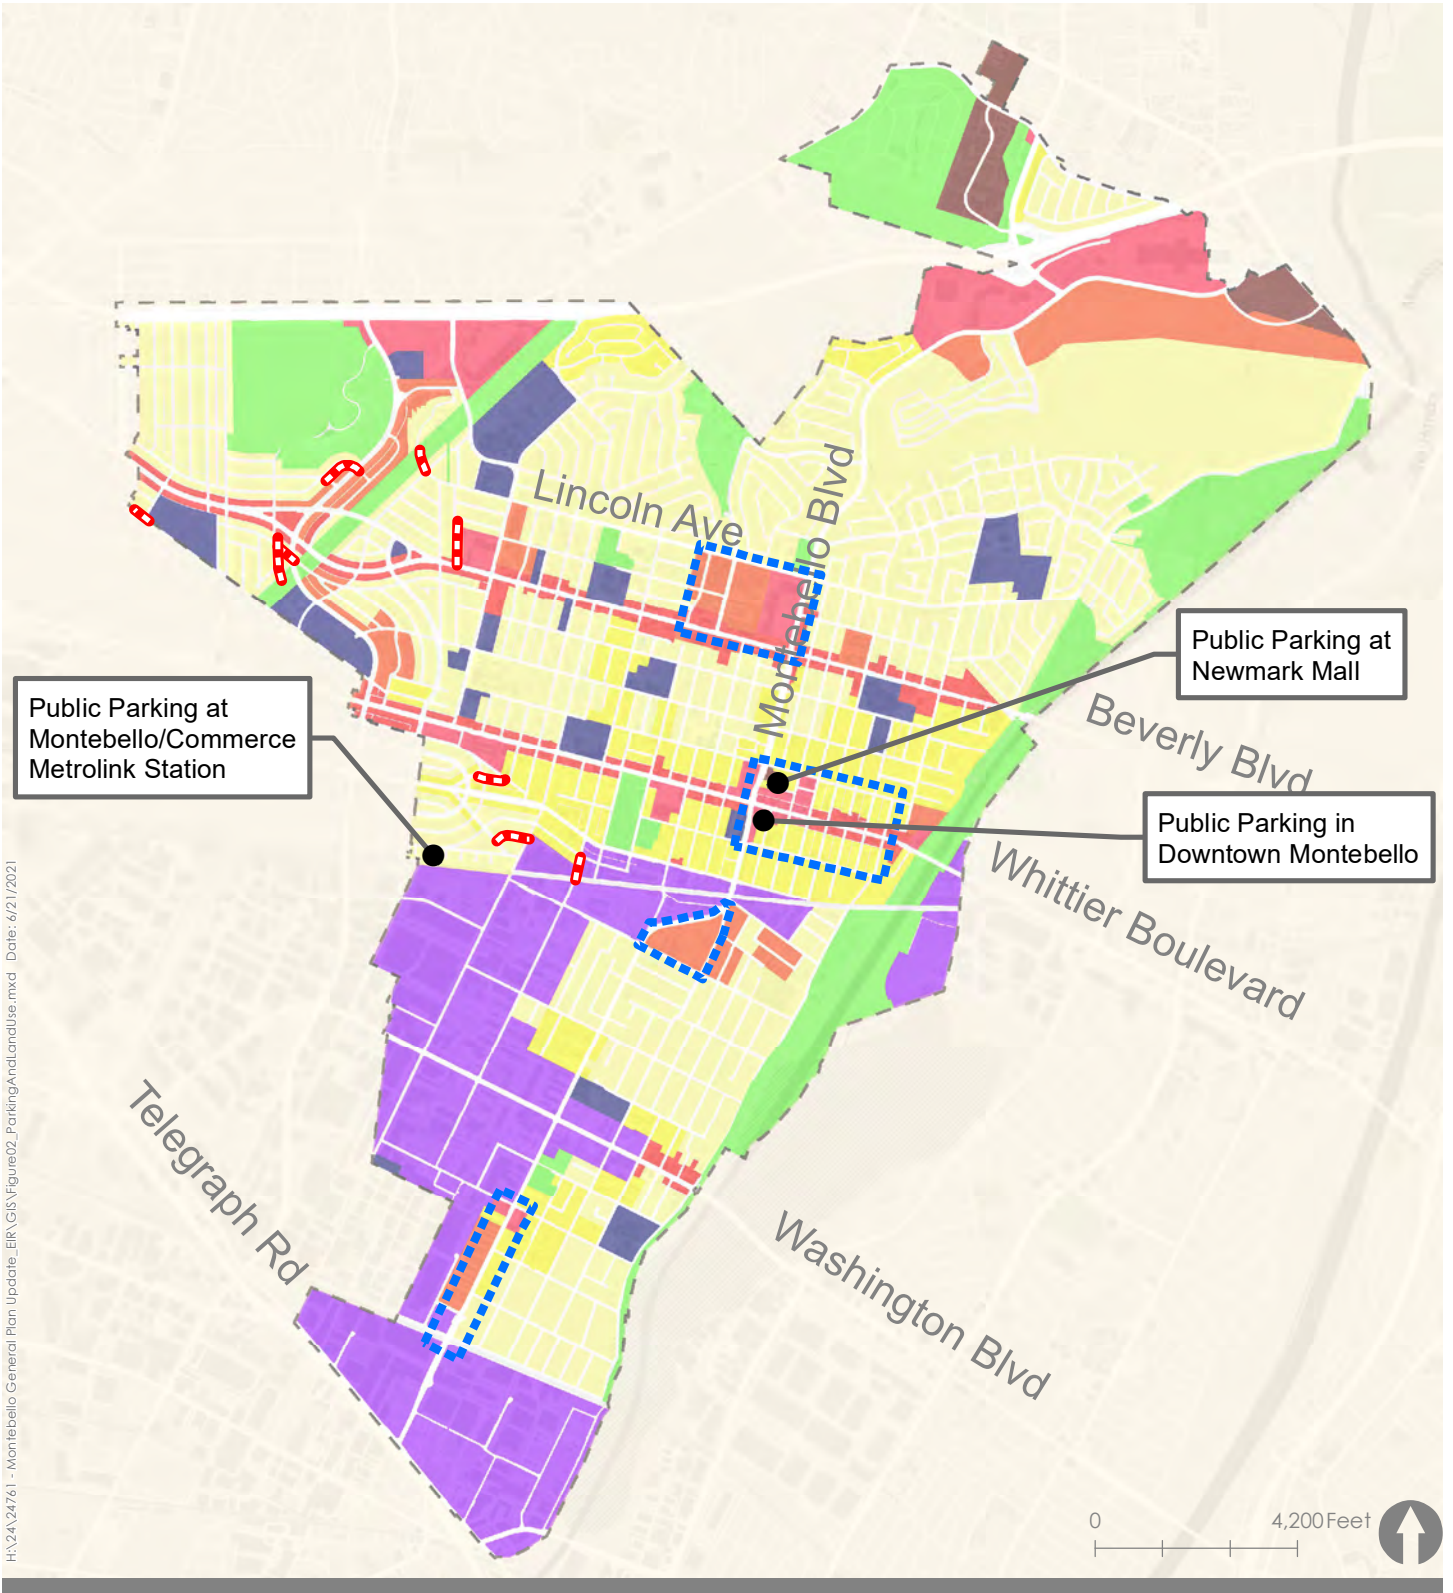 Lincoln Ave
Montebello Blvd
Public Parking at
Newmark Mall
Public Parking at
Montebello/Commerce
Metrolink Station
Beverly Blvd
Public Parking in
Downtown Montebello
Whittier Boulevard
Telegraph Rd
Washington Blvd
0 4,200 Feet
H:\24\24761 - Montebello General Plan Update_EIR\GIS\Figure02_ParkingAndLandUse.mxd Date: 6/21/2021